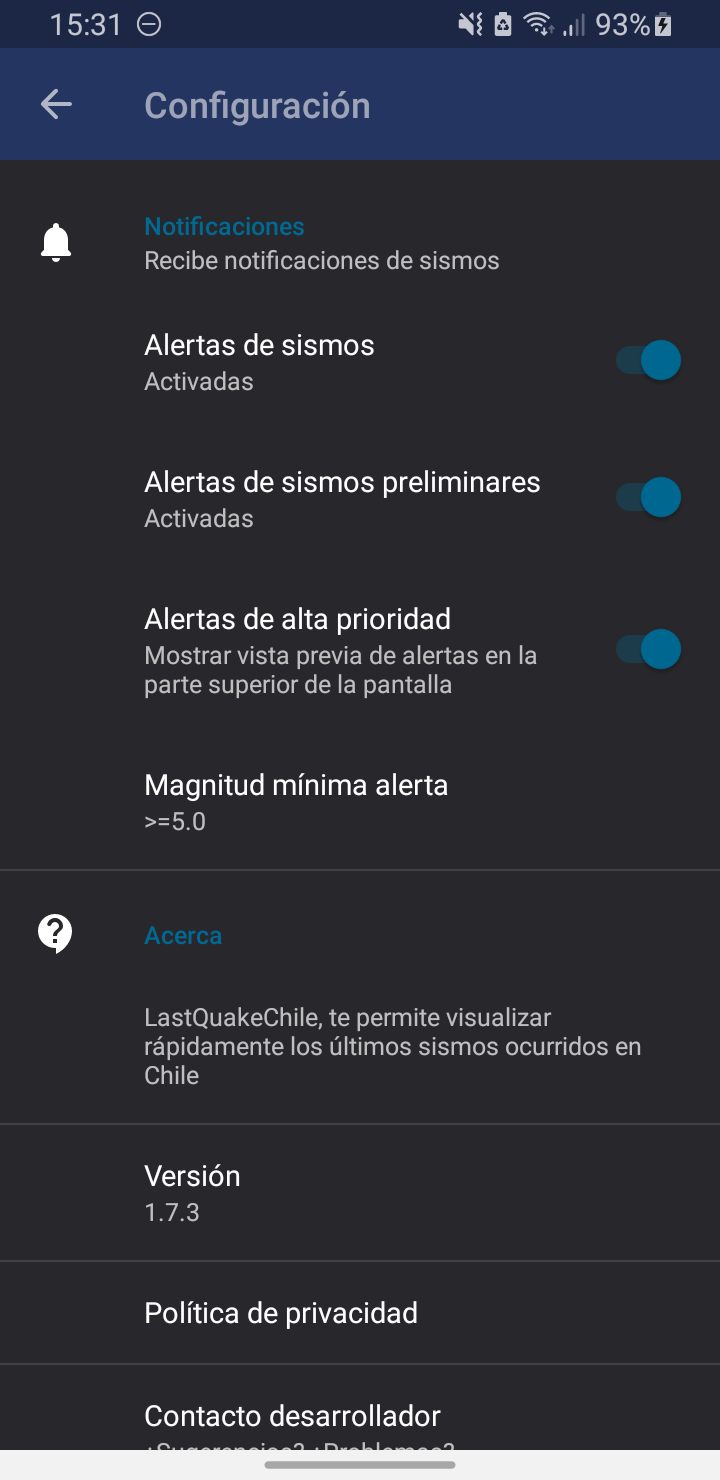 15:31
93%
Configuración
Notificaciones
Recibe notificaciones de sismos
Alertas de sismos
Activadas
Alertas de sismos preliminares
Activadas
Alertas de alta prioridad
Mostrar vista previa de alertas en la
parte superior de la pantalla
Magnitud mínima alerta
>=5.0
Acerca
LastQuakeChile, te permite visualizar
rápidamente los últimos sismos ocurridos en
Chile
Versión
1.7.3
Política de privacidad
Contacto desarrollador
¿Sugerencias? ¿Problemas?